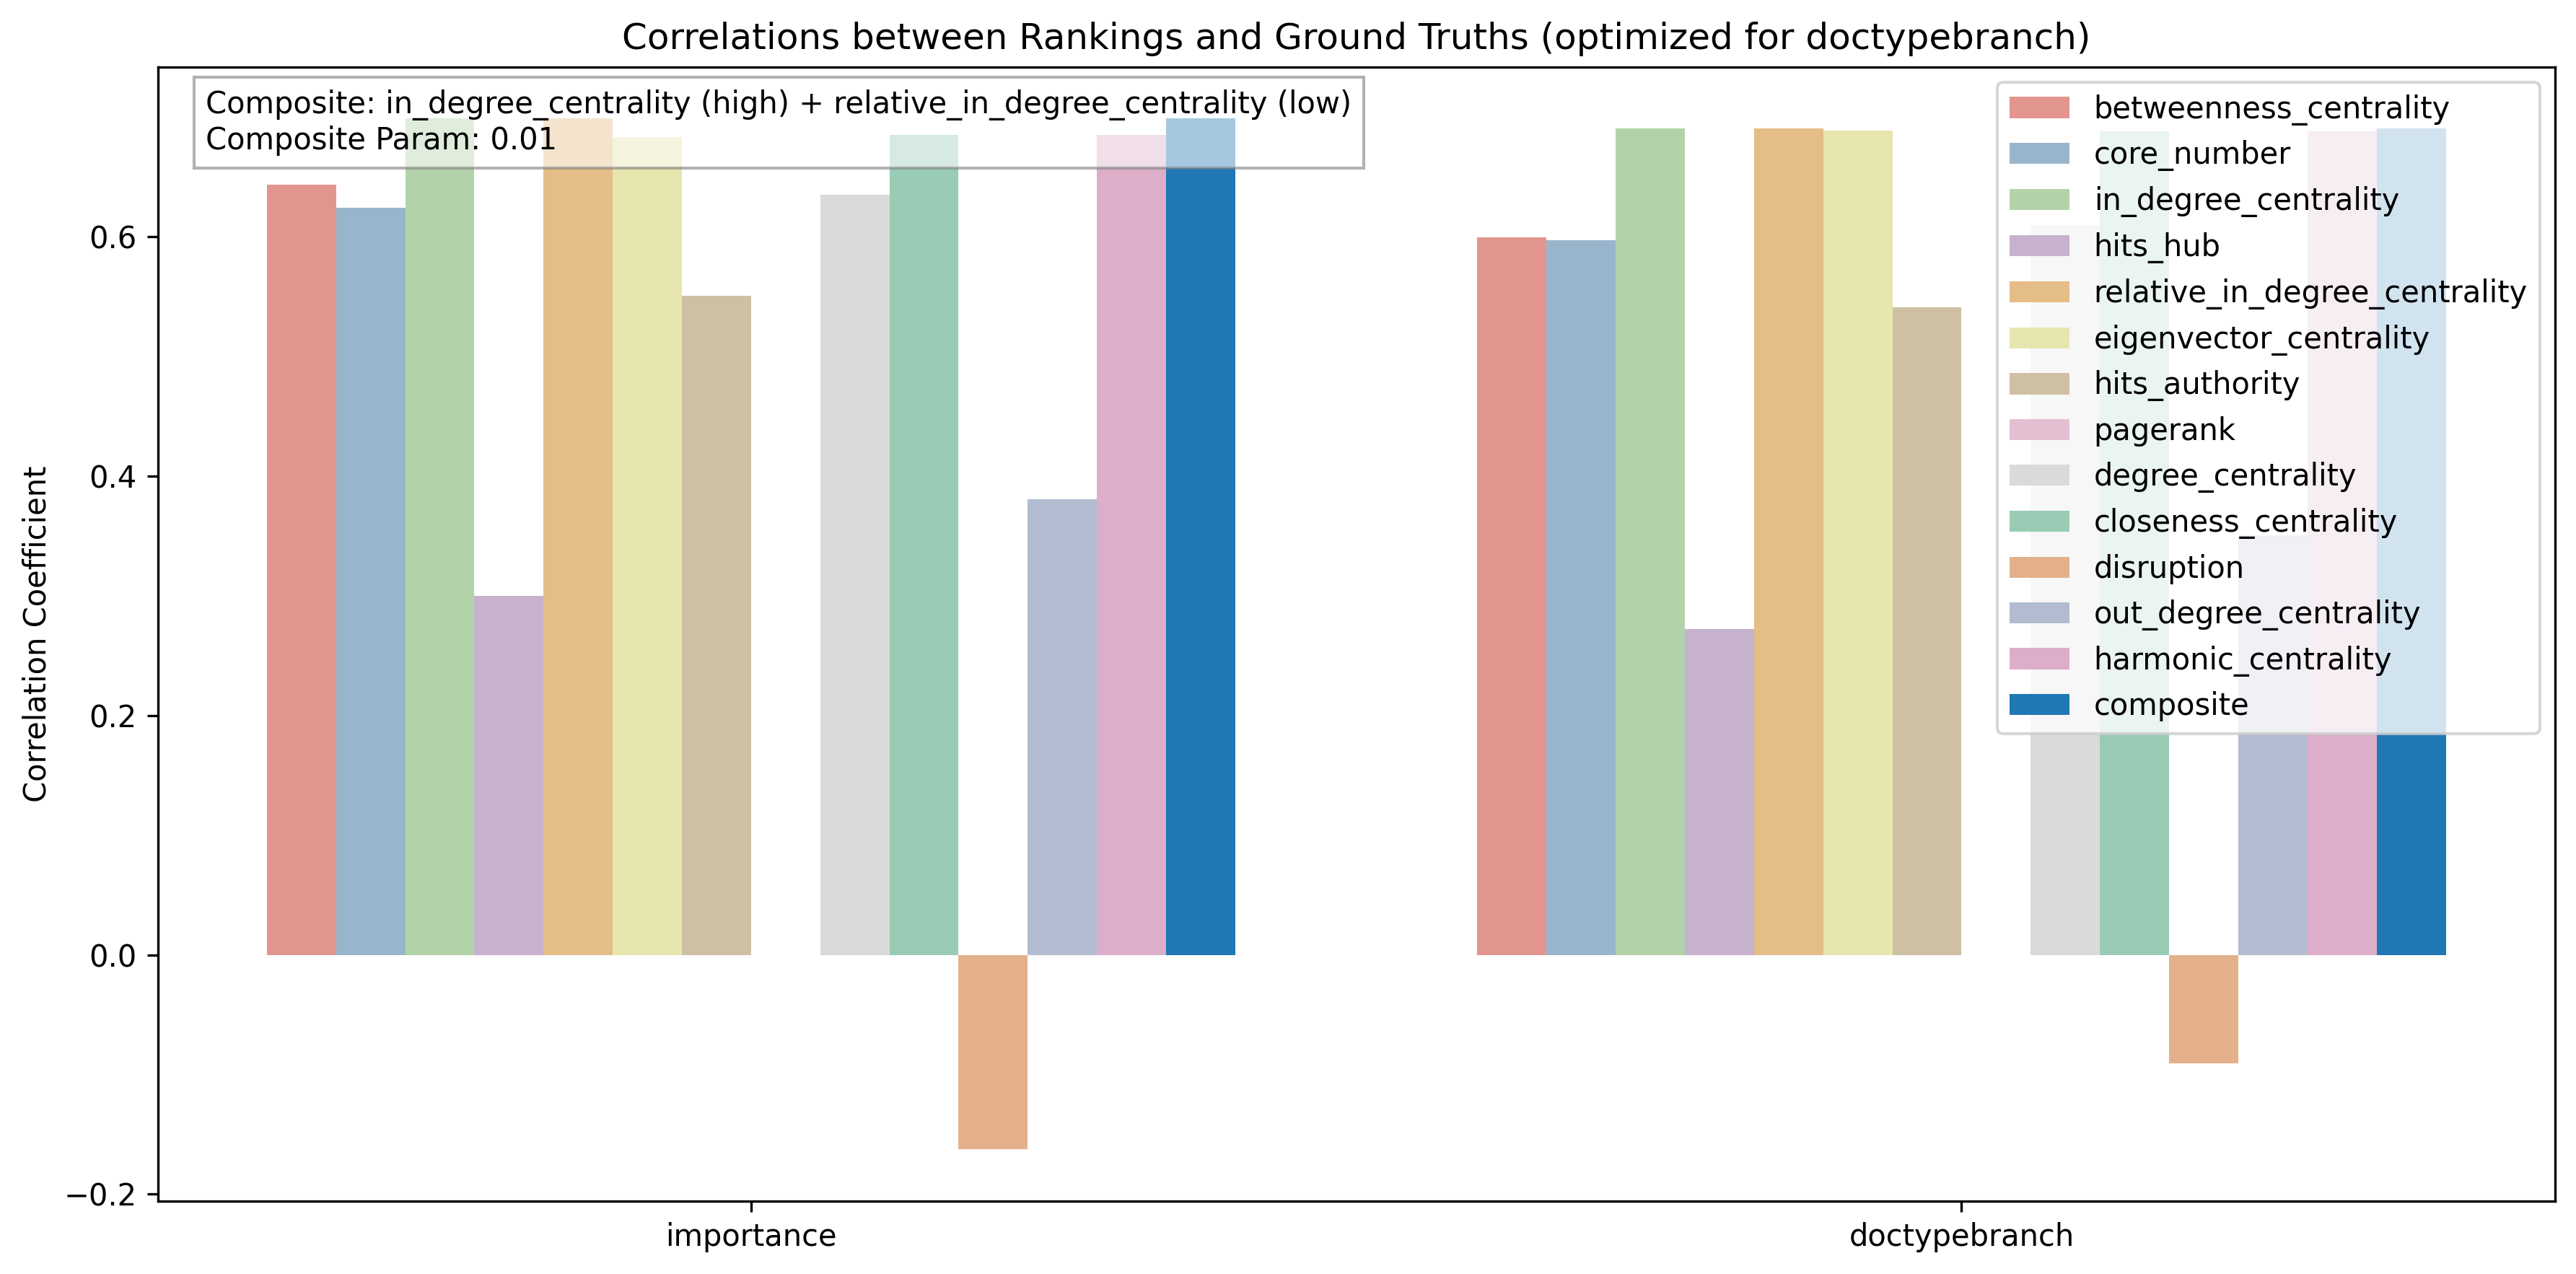 Correlations between Rankings and Ground Truths (optimized for doctypebranch)
Composite: in_degree_centrality (high) + relative_in_degree_centrality (low)
Composite Param: 0.01
betweenness_centrality
core_number
in_degree_centrality
hits_hub
relative_in_degree_centrality
eigenvector_centrality
hits_authority
pagerank
degree_centrality
closeness_centrality
disruption
out_degree_centrality
harmonic_centrality
composite
Correlation Coefficient
0.6
0.4
0.2
0.0
−0.2
importance
doctypebranch